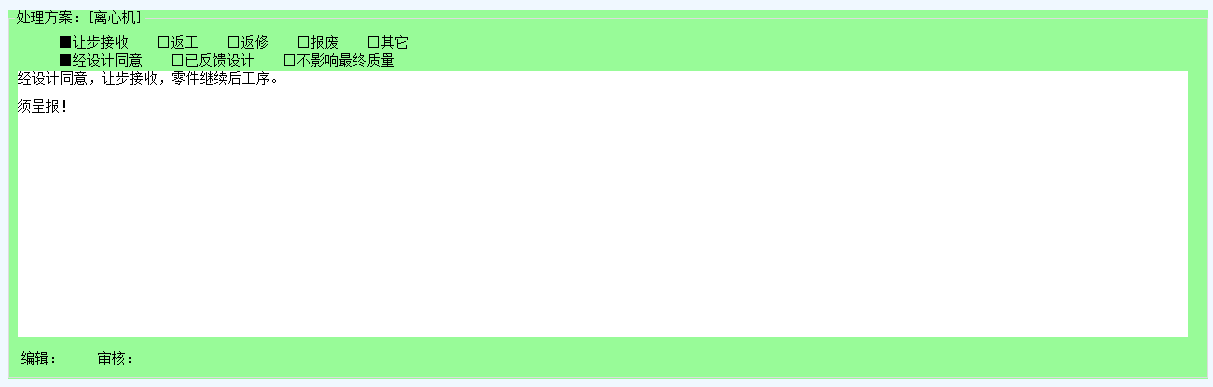 处理方案：[离心机]
■让步接收 □返工 □返修 □报废 □其它
■经设计同意 □已反馈设计 □不影响最终质量
经设计同意，让步接收，零件继续后工序。
须呈报！
编辑： 审核：